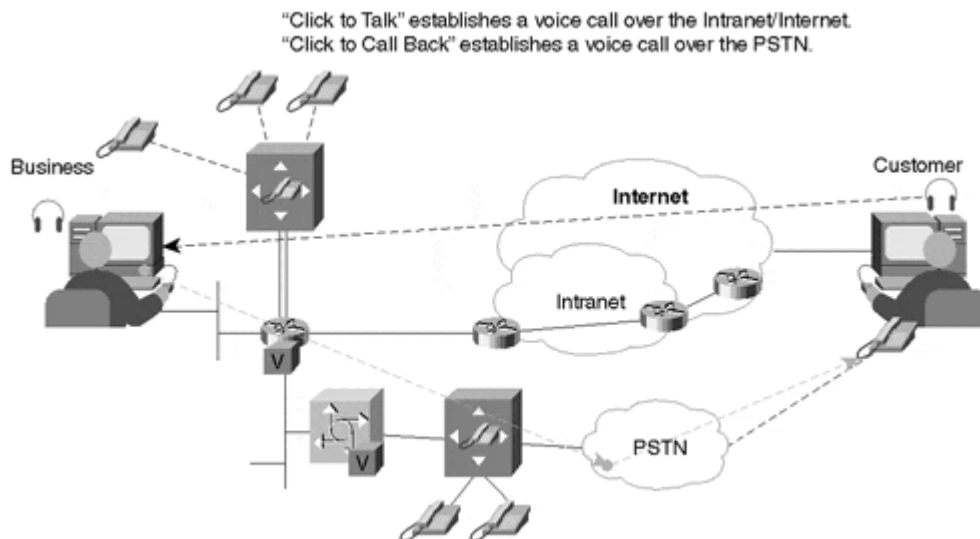 “Click to Talk” establishes a voice call over the Intranet/Internet.
“Click to Call Back” establishes a voice call over the PSTN.
Business
Customer
Internet
Intranet
V
V
PSTN